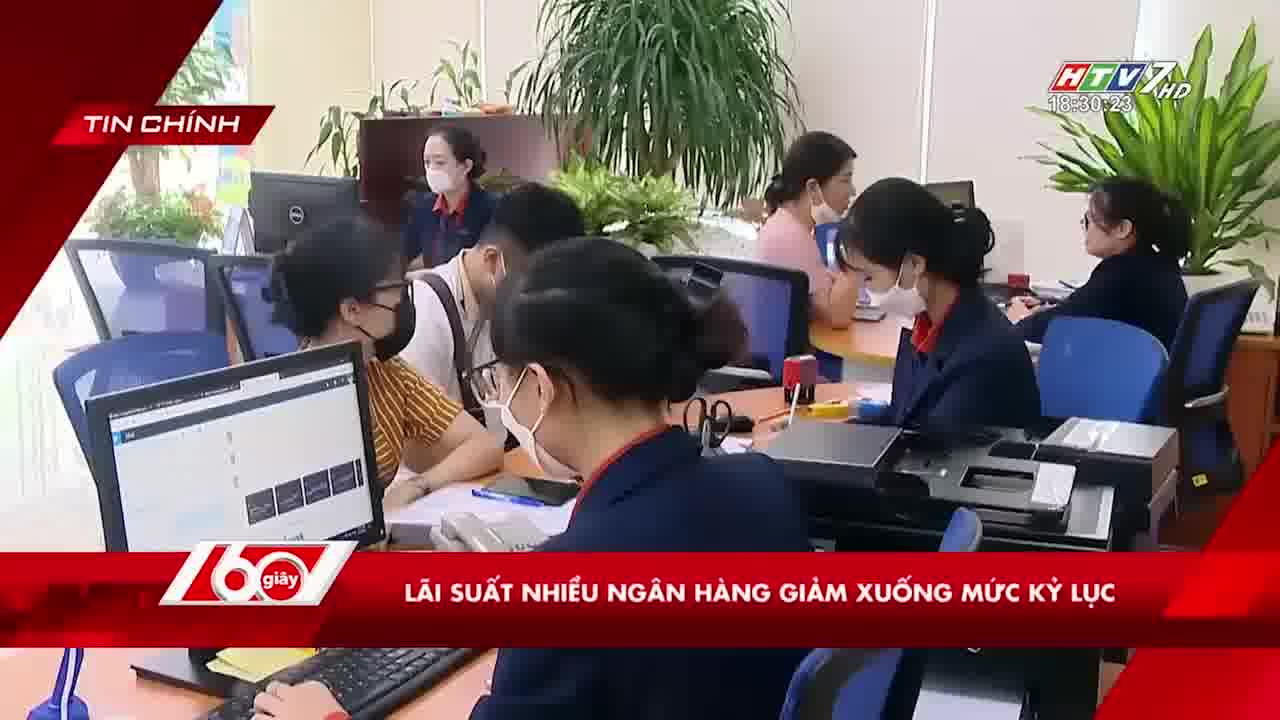 HTV7 HD
18:30:23
TIN CHÍNH
DELL
60 giây
LÃI SUẤT NHIỀU NGÂN HÀNG GIẢM XUỐNG MỨC KỶ LỤC